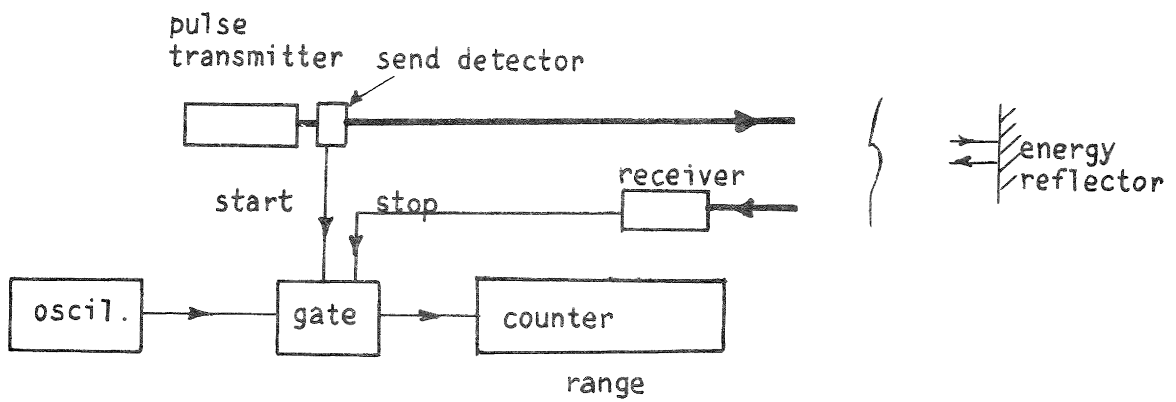 pulse
transmitter
send detector
receiver
energy
reflector
start
stop
oscil.
gate
counter
range